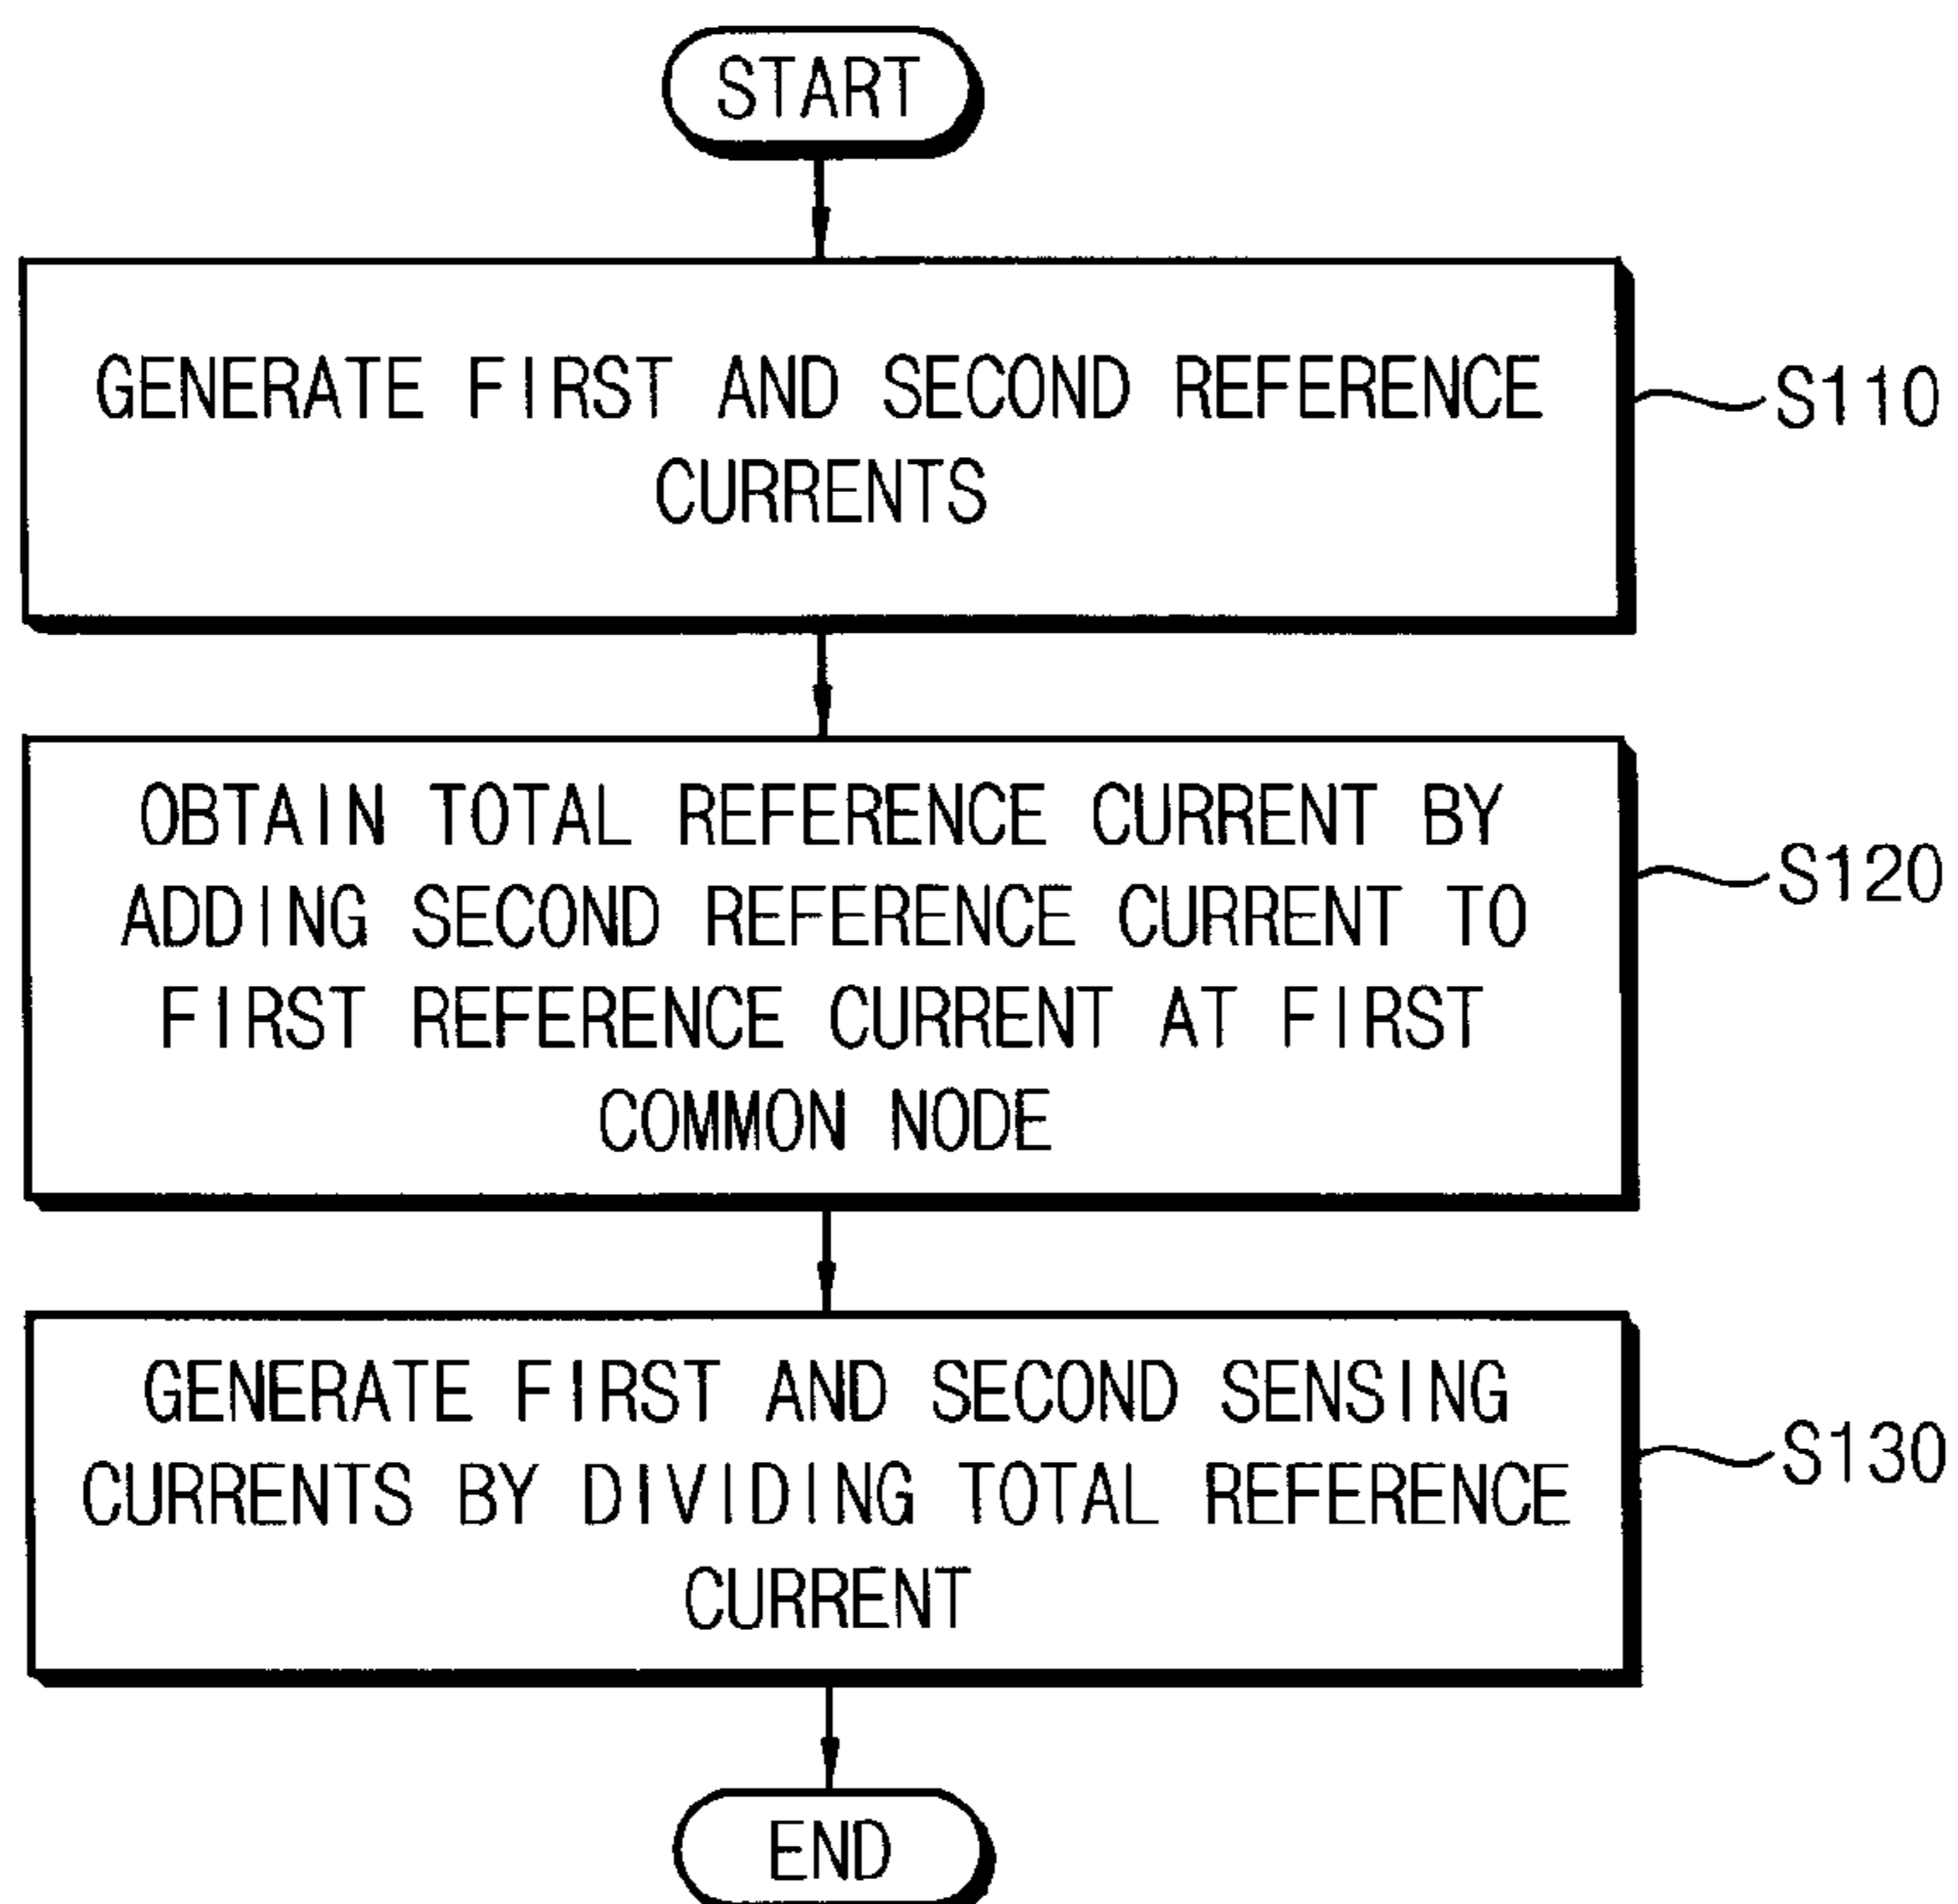 START
GENERATE FIRST AND SECOND REFERENCE
CURRENTS
S110
OBTAIN TOTAL REFERENCE CURRENT BY
ADDING SECOND REFERENCE CURRENT TO
FIRST REFERENCE CURRENT AT FIRST
COMMON NODE
S120
GENERATE FIRST AND SECOND SENSING
CURRENTS BY DIVIDING TOTAL REFERENCE
CURRENT
S130
END